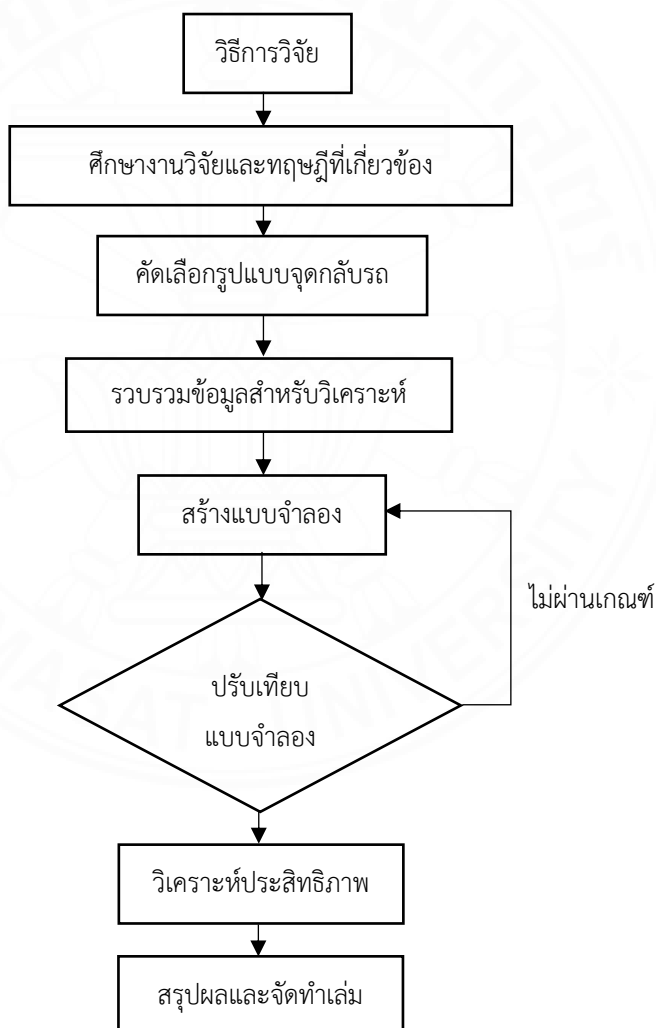 วิธีการวิจัย
ศึกษางานวิจัยและทฤษฎีที่เกี่ยวข้อง
คัดเลือกรูปแบบจุดกลับรถ
รวบรวมข้อมูลสำหรับวิเคราะห์
สร้างแบบจำลอง
ไม่ผ่านเกณฑ์
ปรับเทียบ
แบบจำลอง
วิเคราะห์ประสิทธิภาพ
สรุปผลและจัดทำเล่ม